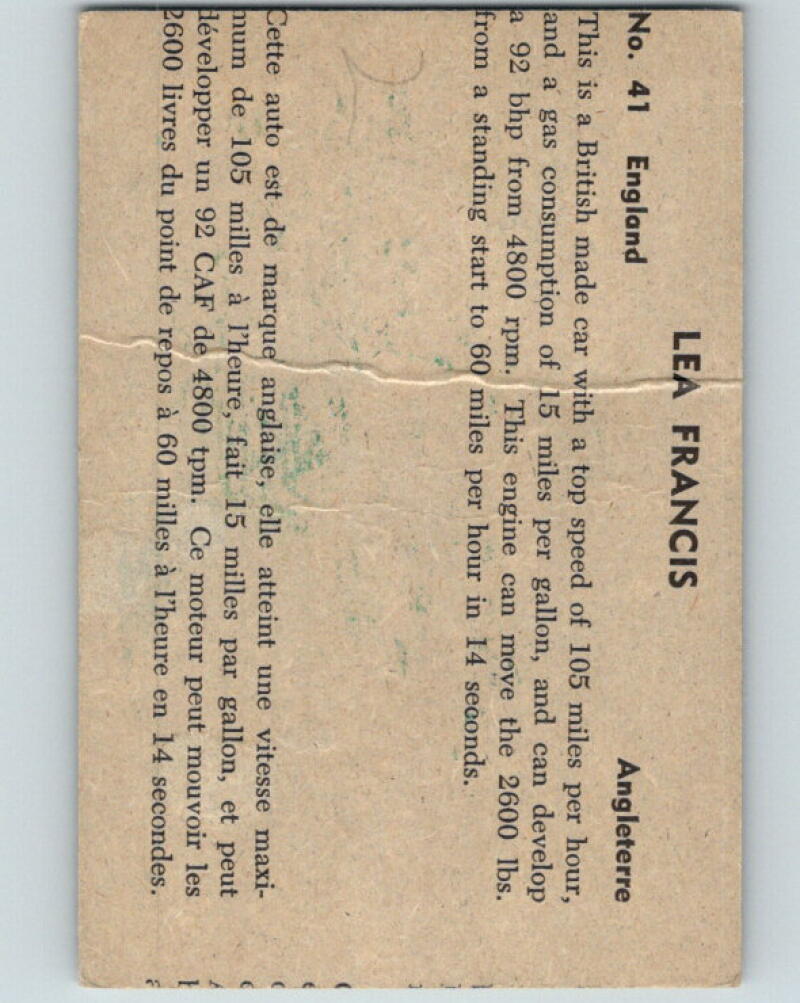 LEA FRANCIS
No. 41 England Angleterre
This is a British made car with a top speed of 105 miles per hour,
and a gas consumption of 15 miles per gallon, and can develop
a 92 bhp from 4800 rpm. This engine can move the 2600 lbs.
from a standing start to 60 miles per hour in 14 seconds.
Cette auto est de marque anglaise, elle atteint une vitesse maxi-
mum de 105 milles à l'heure, fait 15 milles par gallon, et peut
développer un 92 CAF de 4800 tpm. Ce moteur peut mouvoir les
2600 livres du point de repos à 60 milles à l'heure en 14 secondes.